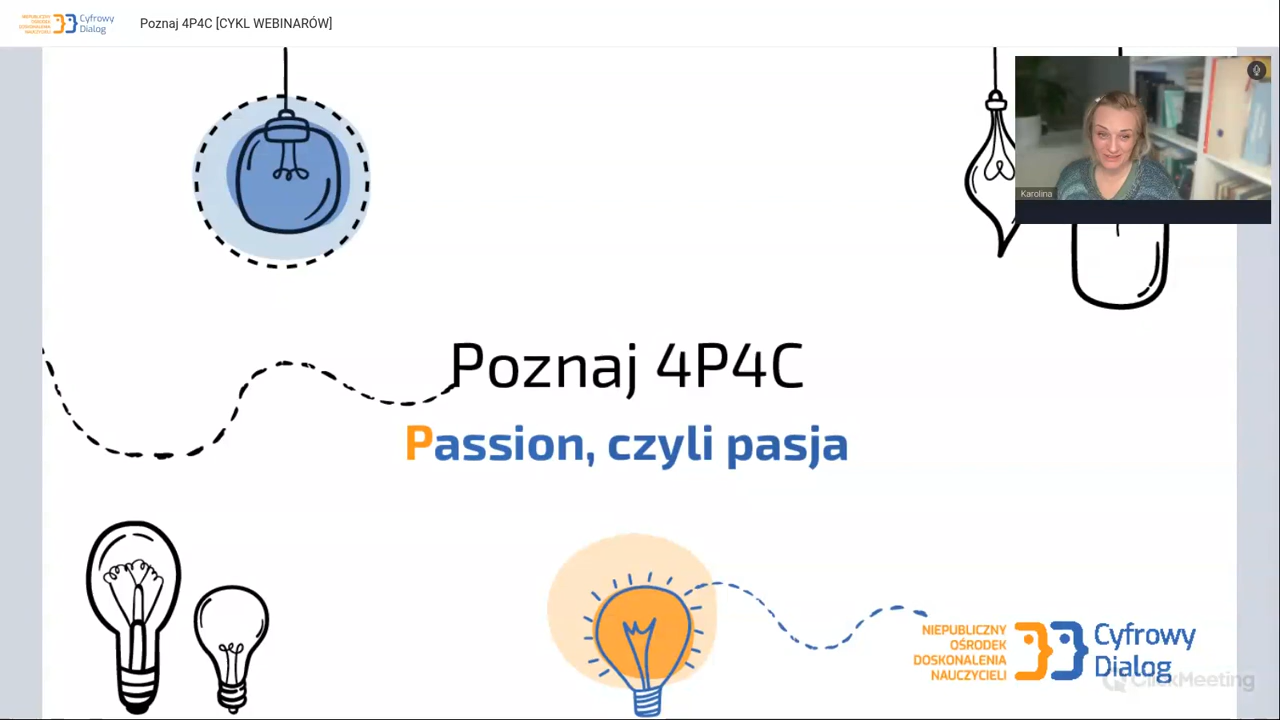 NIEPUBLICZNY
OŚRODEK
DOSKONALENIA
NAUCZYCIELI
Cyfrowy
Dialog
Poznaj 4P4C [CYKL WEBINARÓW]
Karolina
Poznaj 4P4C
Passion, czyli pasja
NIEPUBLICZNY
OŚRODEK
DOSKONALENIA
NAUCZYCIELI
Cyfrowy
Dialog
ClickMeeting